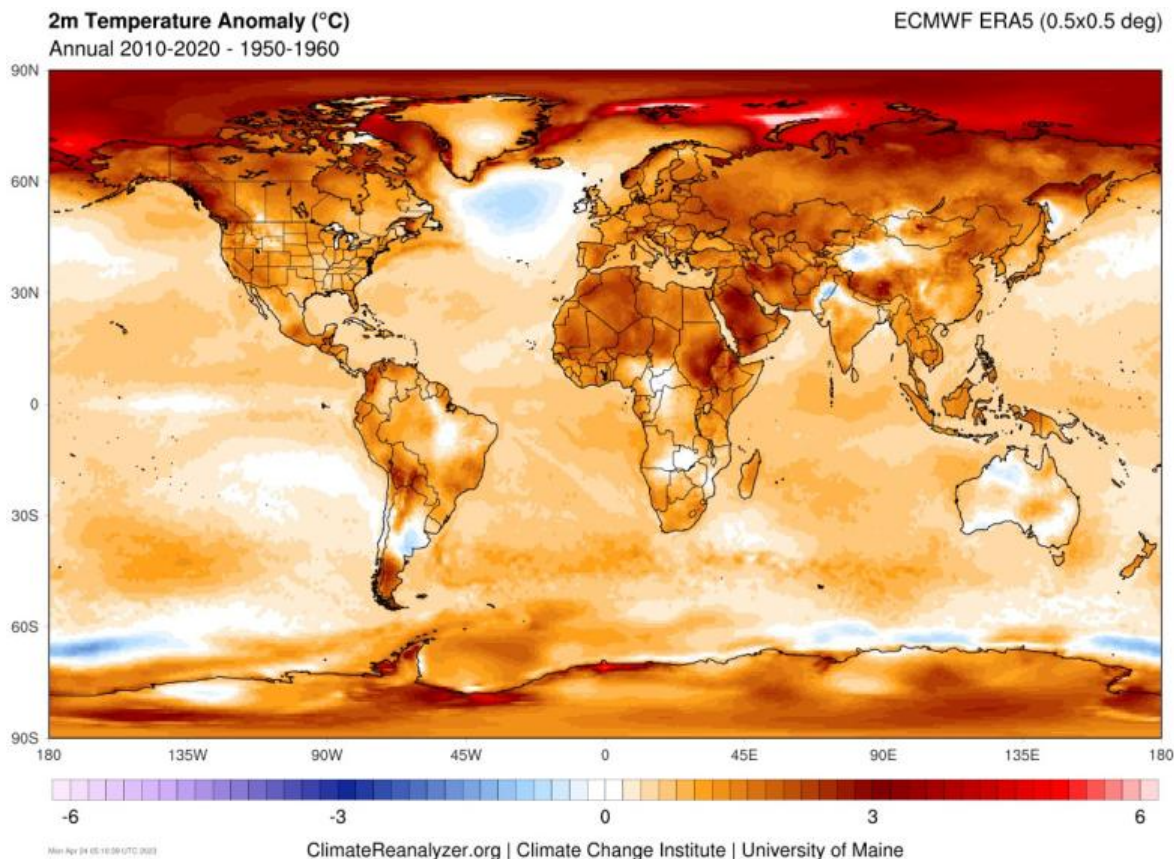 2m Temperature Anomaly (°C)
ECMWF ERA5 (0.5x0.5 deg)
Annual 2010-2020 - 1950-1960
90N
60N
30N
0
30S
60S
90S
180 135W 90W 45W 0 45E 90E 135E 180
-6 -3 0 3 6
ClimateReanalyzer.org | Climate Change Institute | University of Maine